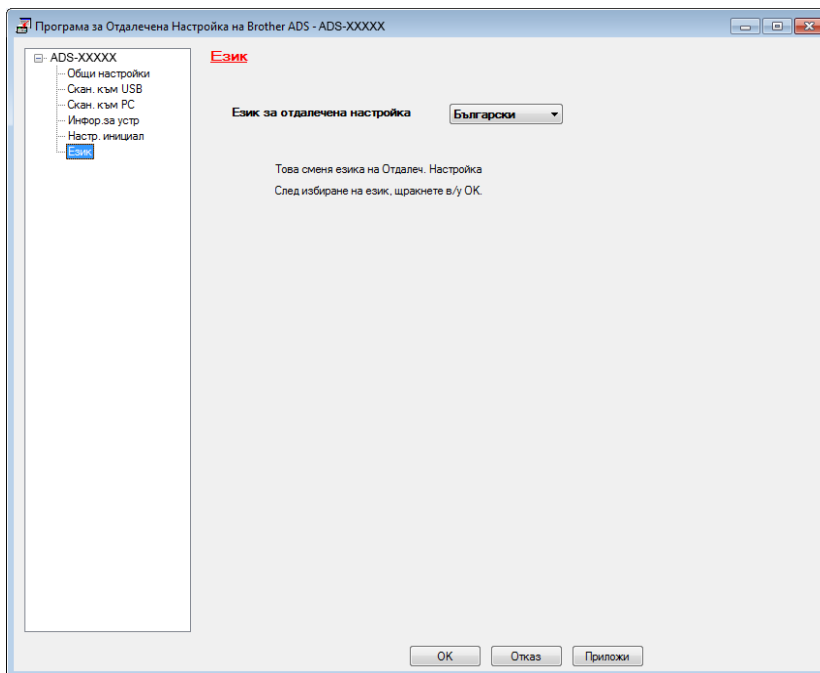 Програма за Отдалечена Настройка на Brother ADS - ADS-XXXXX
ADS-XXXXX
Общи настройки
Скан. към USB
Скан. към PC
Инфор.за устр
Настр. инициал
Език
Език
Език за отдалечена настройка
Български
Това сменя езика на Отдалеч. Настройка
След избиране на език, щракнете в/у OK.
OK
Отказ
Приложи